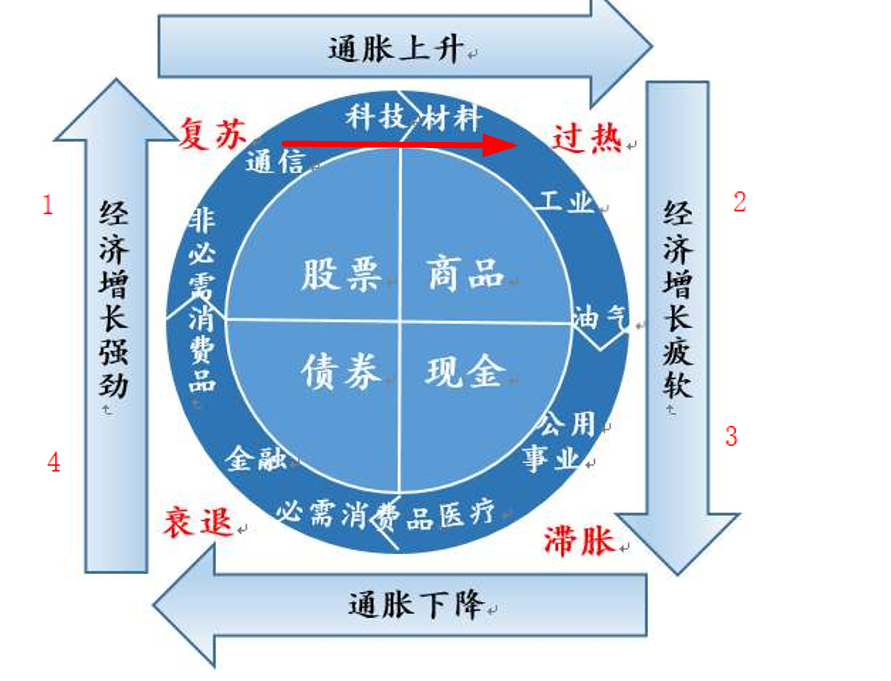 通胀上升
复苏
科技
材料
过热
通信
1
2
经济增长强劲
非必需消费品
工业
经济增长疲软
股票
商品
油气
债券
现金
公用
事业
3
4
金融
衰退
必需消费品
医疗
滞胀
通胀下降